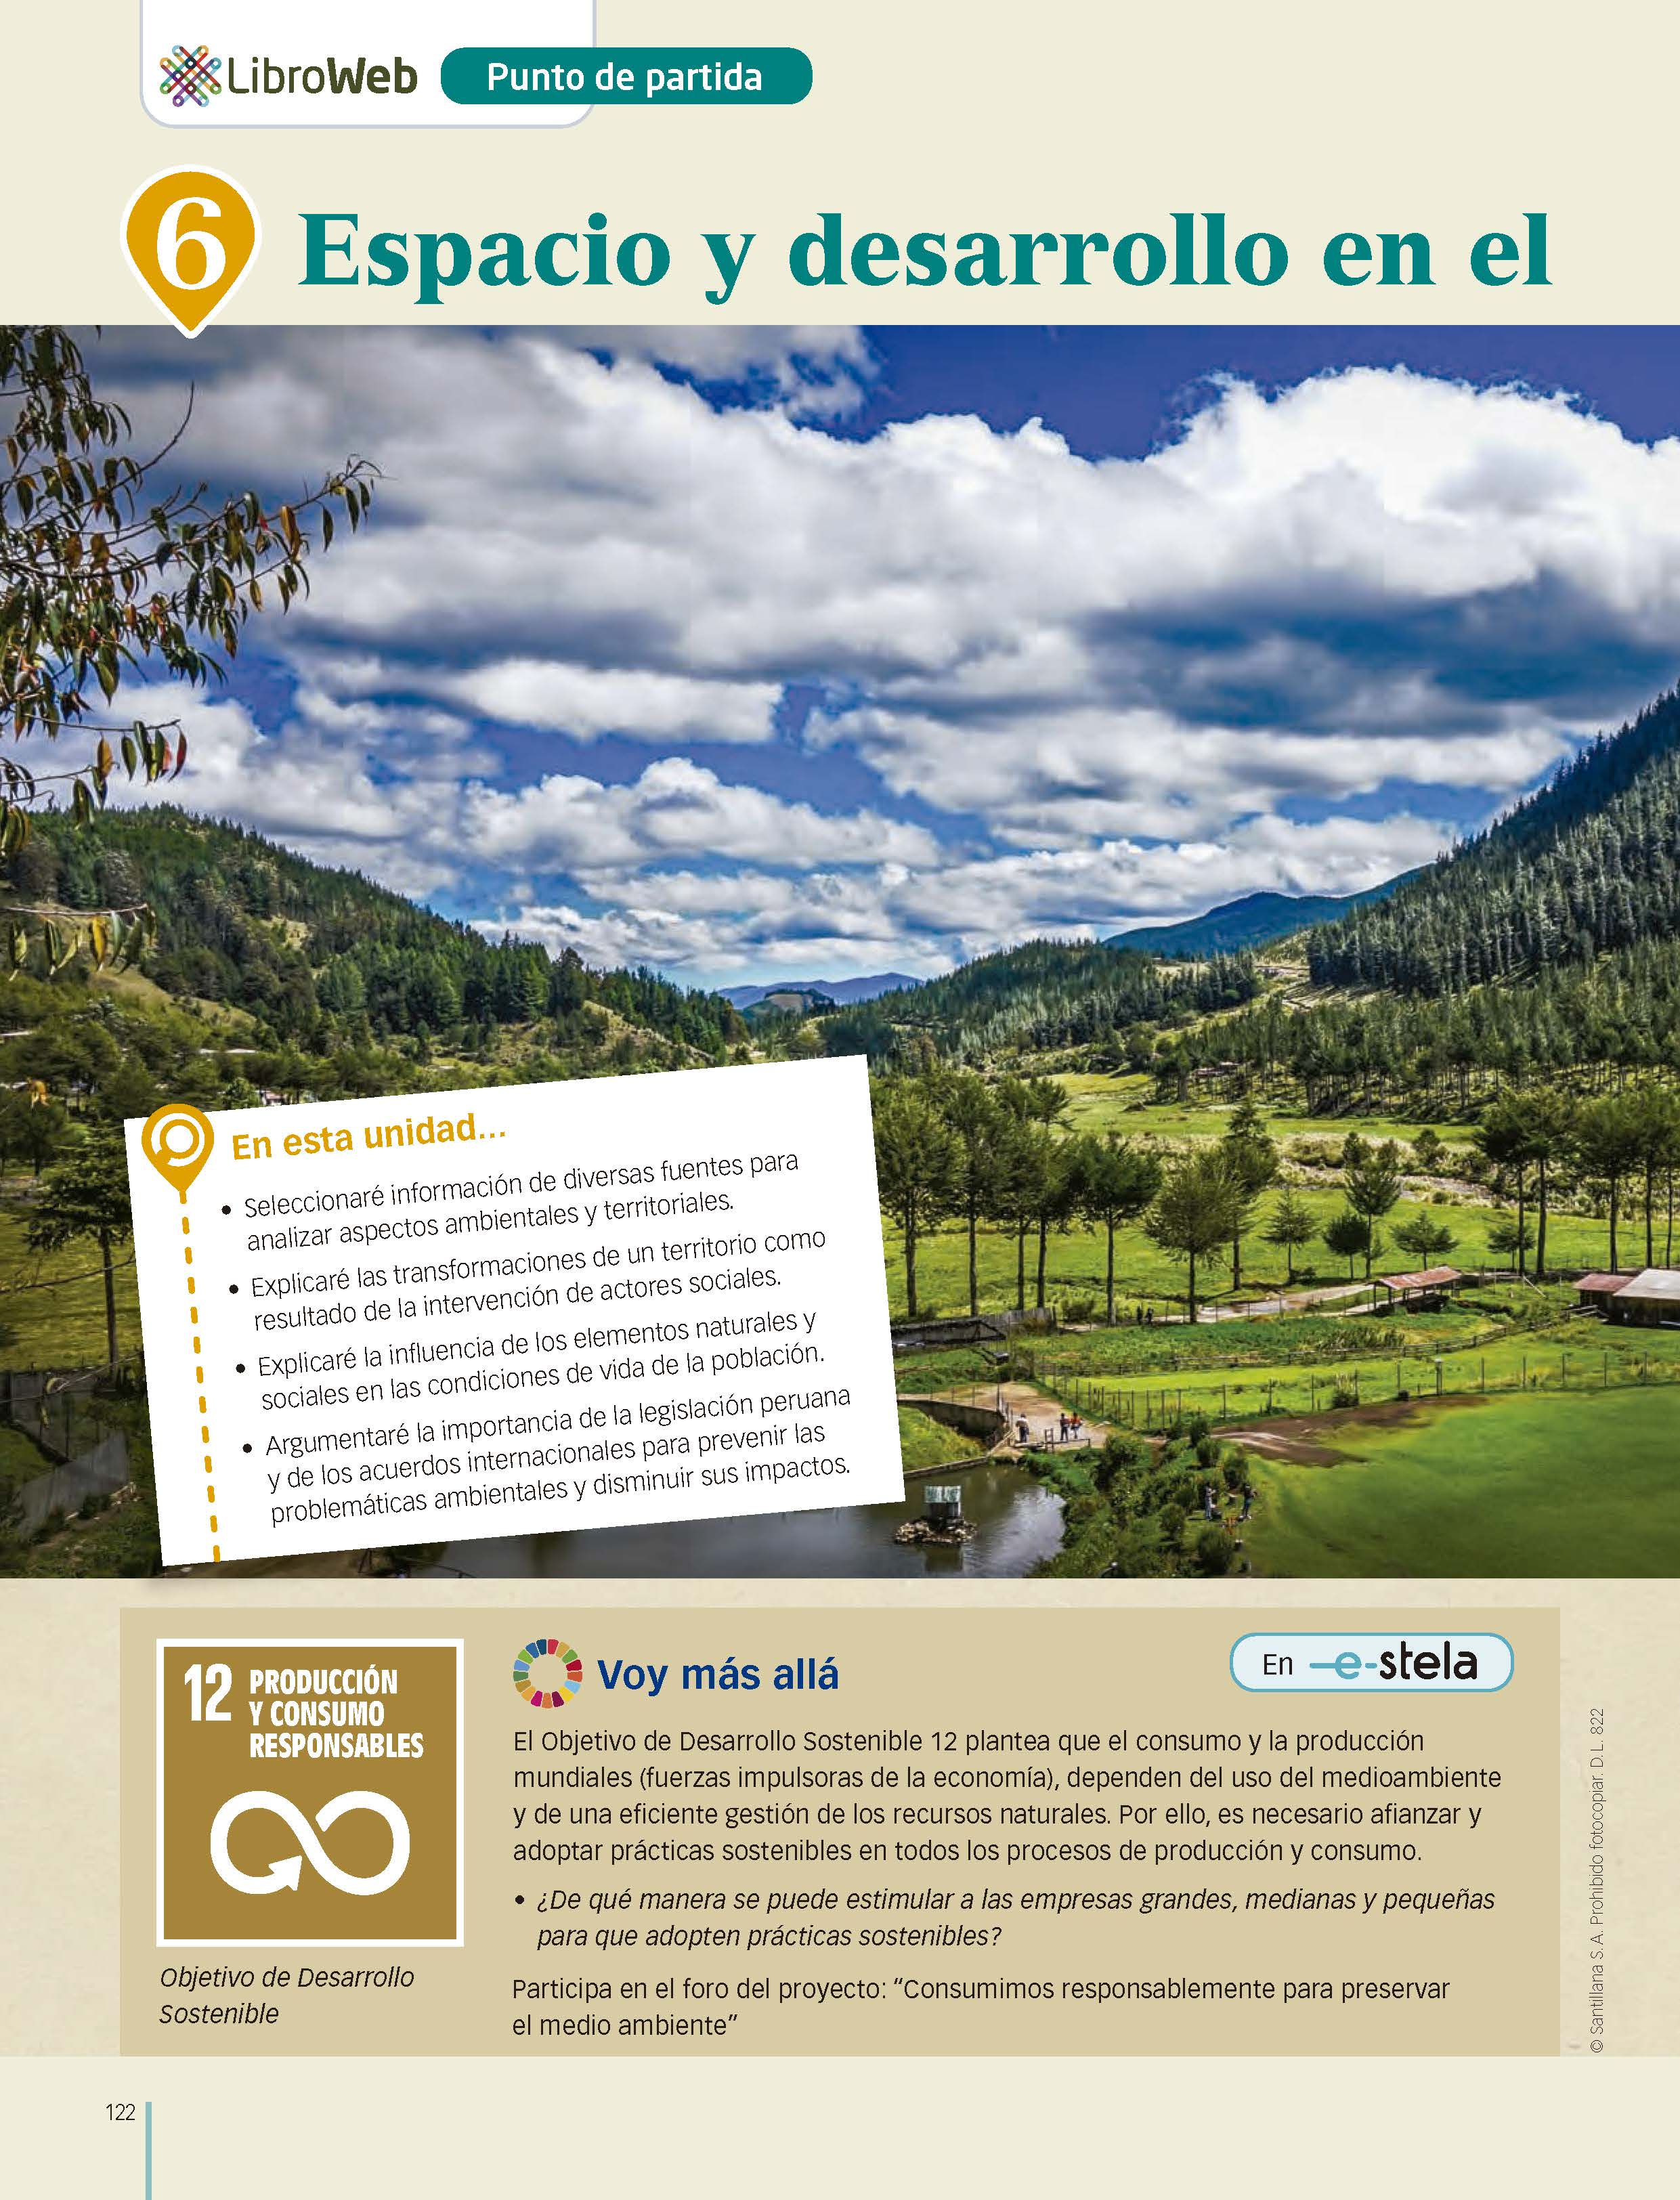 LibroWeb
Punto de partida
6
Espacio y desarrollo en el
En esta unidad...
• Seleccionaré información de diversas fuentes para
analizar aspectos ambientales y territoriales.
• Explicaré las transformaciones de un territorio como
resultado de la intervención de actores sociales.
• Explicaré la influencia de los elementos naturales y
sociales en las condiciones de vida de la población.
• Argumentaré la importancia de la legislación peruana
y de los acuerdos internacionales para prevenir las
problemáticas ambientales y disminuir sus impactos.
12 PRODUCCIÓN
Y CONSUMO
RESPONSABLES
Objetivo de Desarrollo
Sostenible
Voy más allá
En e-stela
El Objetivo de Desarrollo Sostenible 12 plantea que el consumo y la producción
mundiales (fuerzas impulsoras de la economía), dependen del uso del medioambiente
y de una eficiente gestión de los recursos naturales. Por ello, es necesario afianzar y
adoptar prácticas sostenibles en todos los procesos de producción y consumo.
• ¿De qué manera se puede estimular a las empresas grandes, medianas y pequeñas
para que adopten prácticas sostenibles?
Participa en el foro del proyecto: “Consumimos responsablemente para preservar
el medio ambiente”
© Santillana S.A. Prohibido fotocopiar. D.L. 822
122